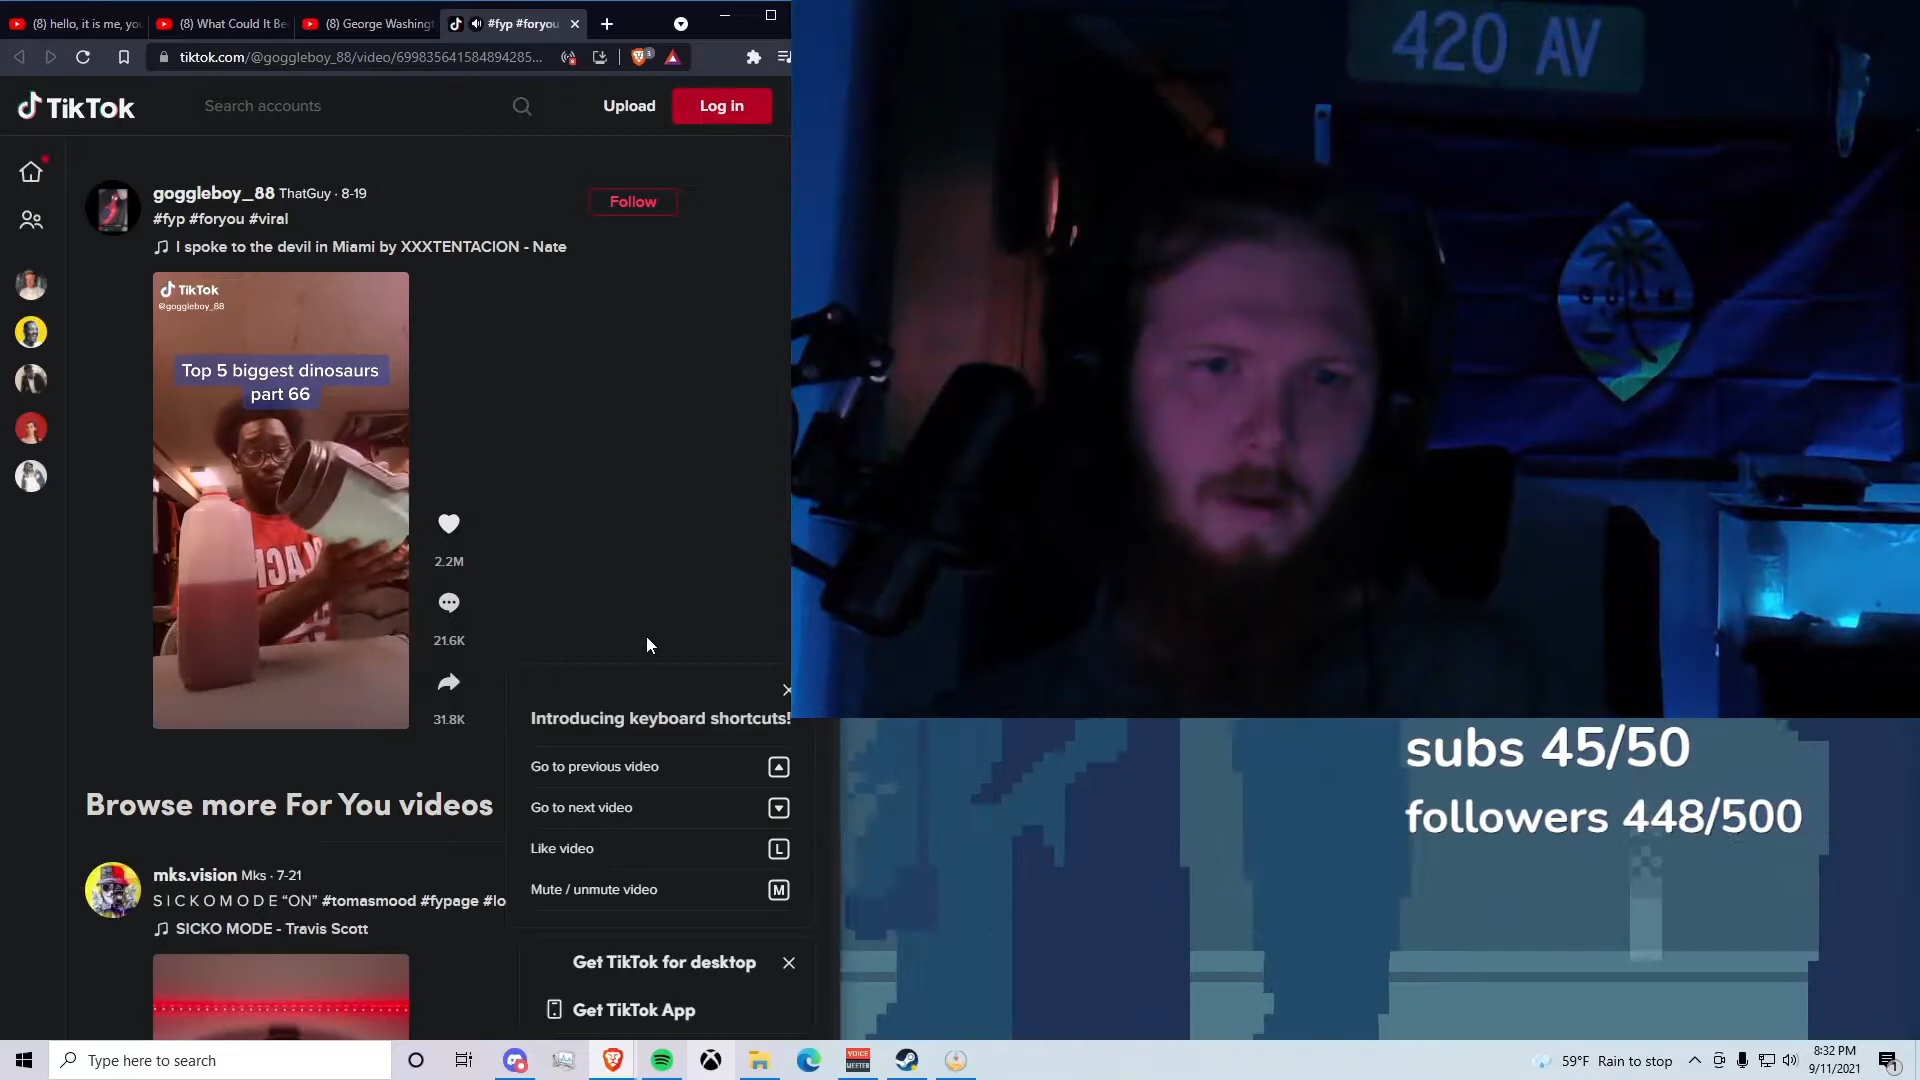 (8) hello, it is me, yo
(8) What Could It Be
(8) George Washingt
#fyp #foryou
tiktok.com/@goggleboy_88/video/699835641584894285...
3
TikTok
Search accounts
Upload
Log in
goggleboy_88 ThatGuy · 8-19
#fyp #foryou #viral
I spoke to the devil in Miami by XXXTENTACION - Nate
Follow
TikTok
@goggleboy_88
Top 5 biggest dinosaurs
part 66
2.2M
21.6K
31.8K
Introducing keyboard shortcuts!
Go to previous video
Go to next video
Like video
L
Mute / unmute video
M
Browse more For You videos
mks.vision Mks · 7-21
S I C K O M O D E “ON” #tomasmood #fypage #lo
SICKO MODE - Travis Scott
Get TikTok for desktop
Get TikTok App
420 AV
GUAM
subs 45/50
followers 448/500
Type here to search
VOICE
MEETER
59°F Rain to stop
8:32 PM
9/11/2021
1